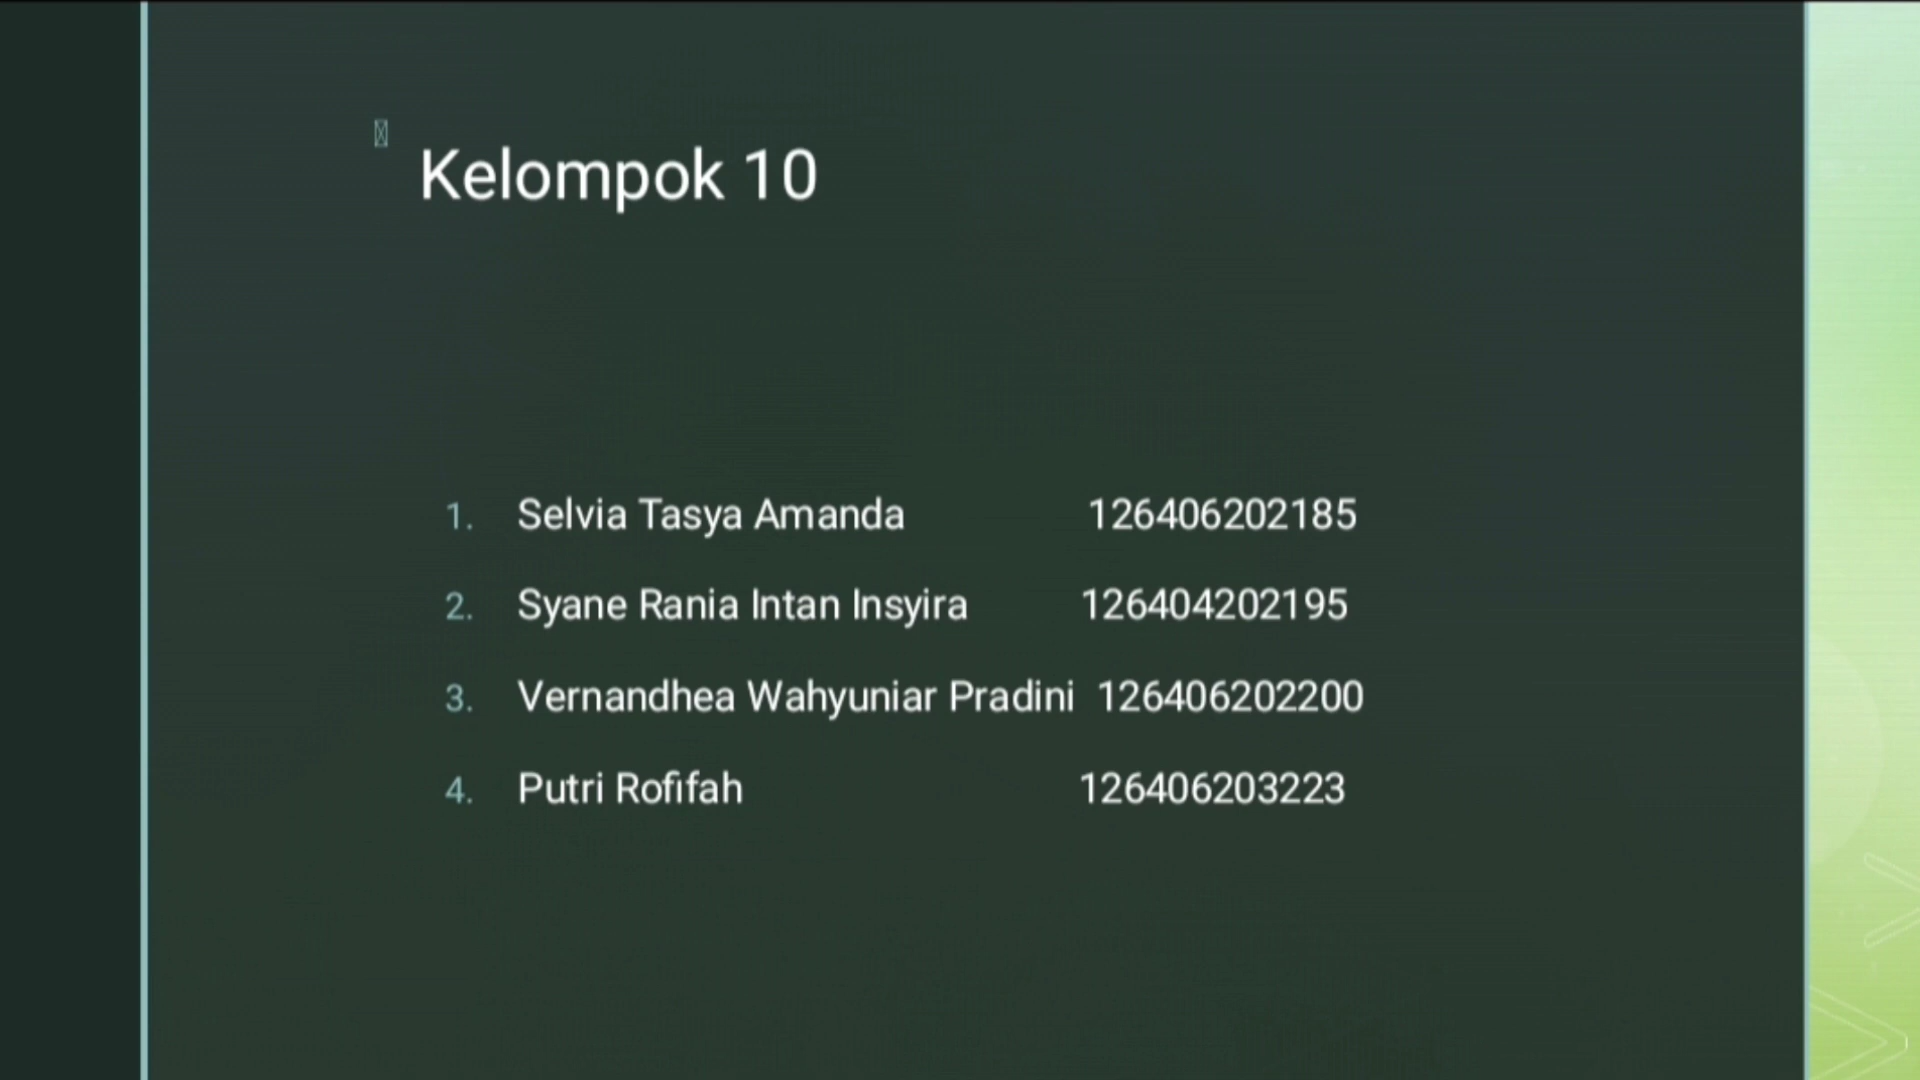 Kelompok 10
1. Selvia Tasya Amanda 126406202185
2. Syane Rania Intan Insyira 126404202195
3. Vernandhea Wahyuniar Pradini 126406202200
4. Putri Rofifah 126406203223